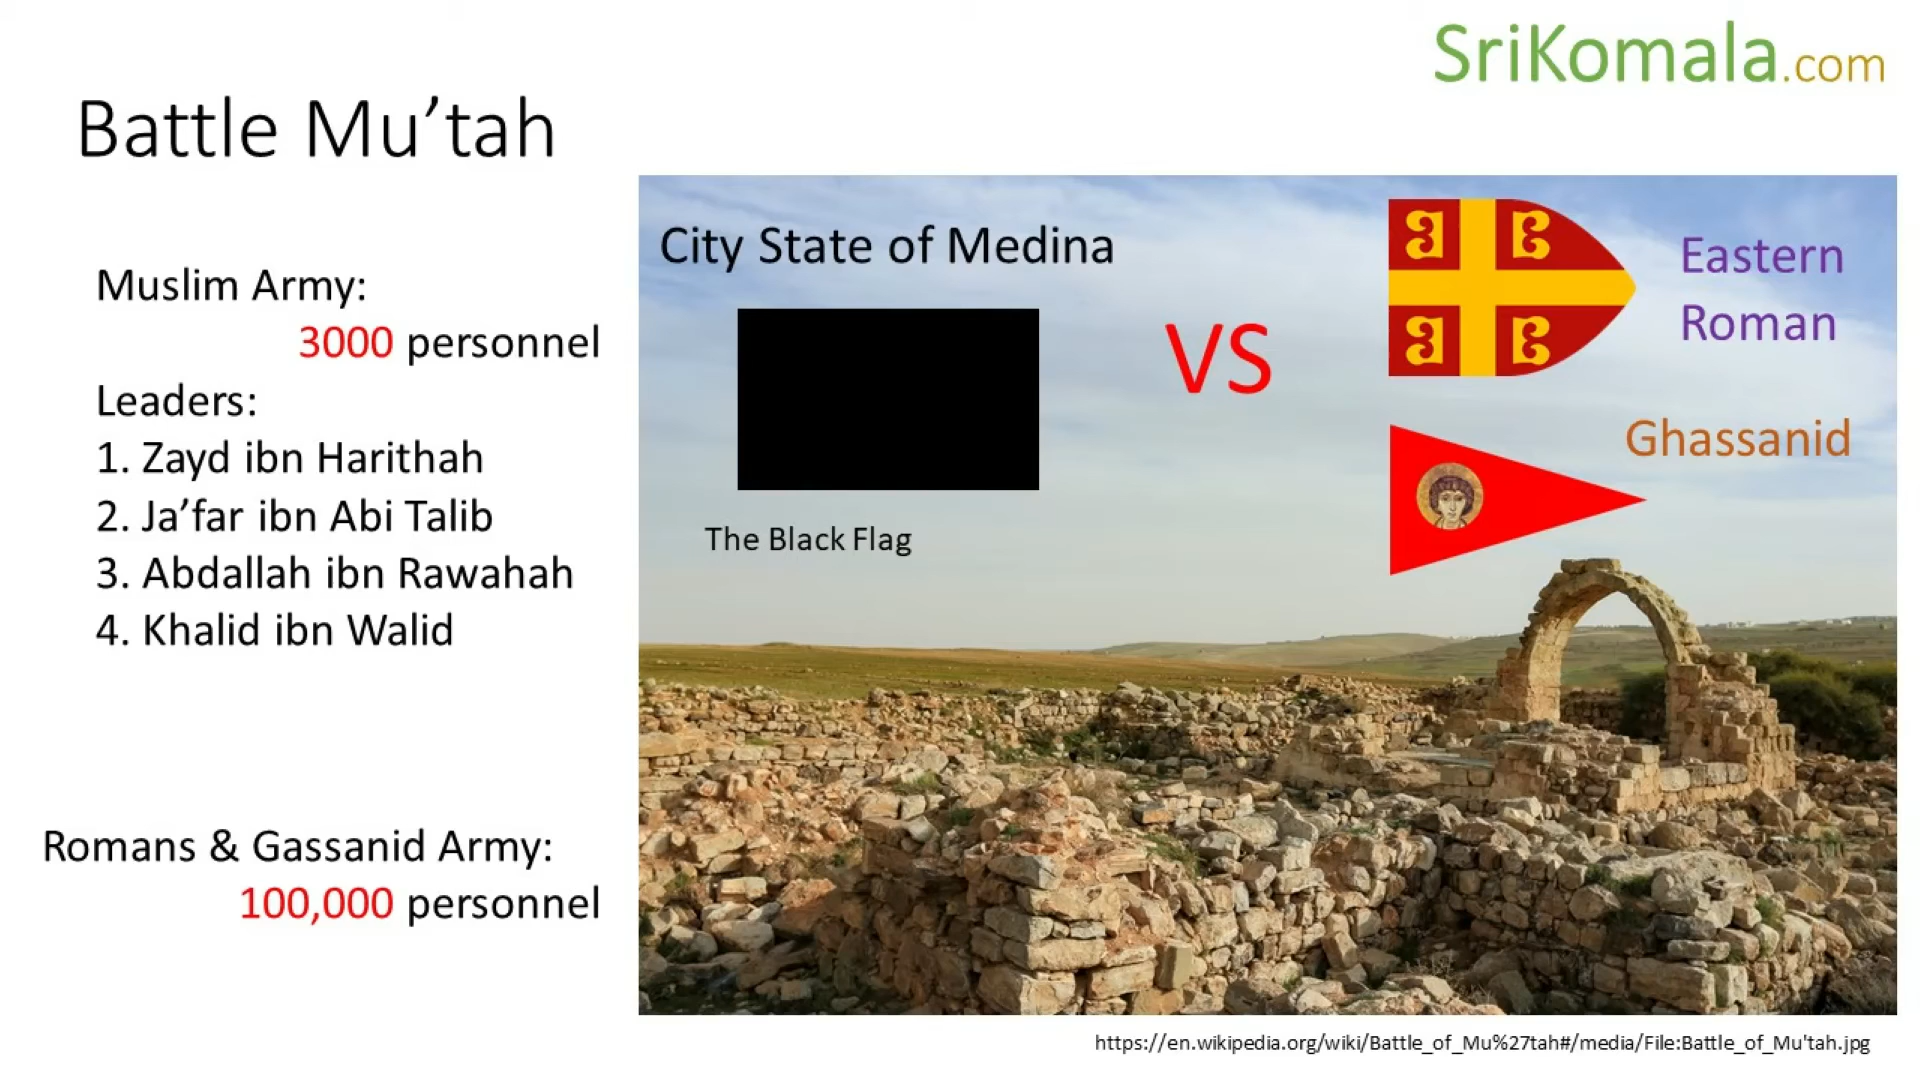 SriKomala.com
Battle Mu’tah
Muslim Army:
3000 personnel
Leaders:
1. Zayd ibn Harithah
2. Ja’far ibn Abi Talib
3. Abdallah ibn Rawahah
4. Khalid ibn Walid
Romans & Gassanid Army:
100,000 personnel
City State of Medina
The Black Flag
VS
Eastern
Roman
Ghassanid
https://en.wikipedia.org/wiki/Battle_of_Mu%27tah#/media/File:Battle_of_Mu'tah.jpg